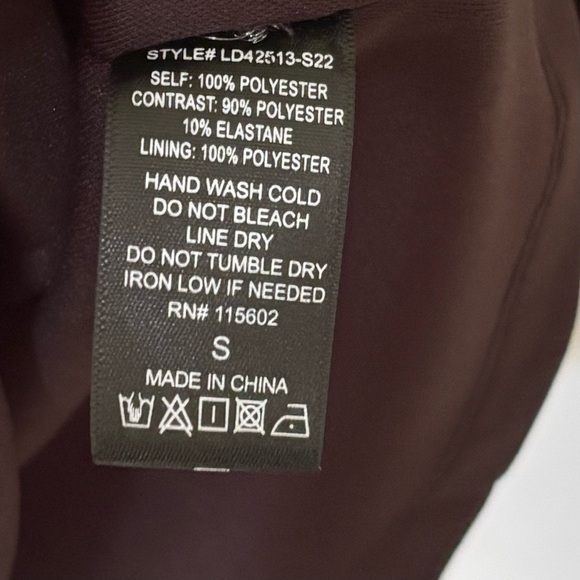 STYLE# LD42513-S22
SELF: 100% POLYESTER
CONTRAST: 90% POLYESTER
10% ELASTANE
LINING: 100% POLYESTER
HAND WASH COLD
DO NOT BLEACH
LINE DRY
DO NOT TUMBLE DRY
IRON LOW IF NEEDED
RN# 115602
S
MADE IN CHINA